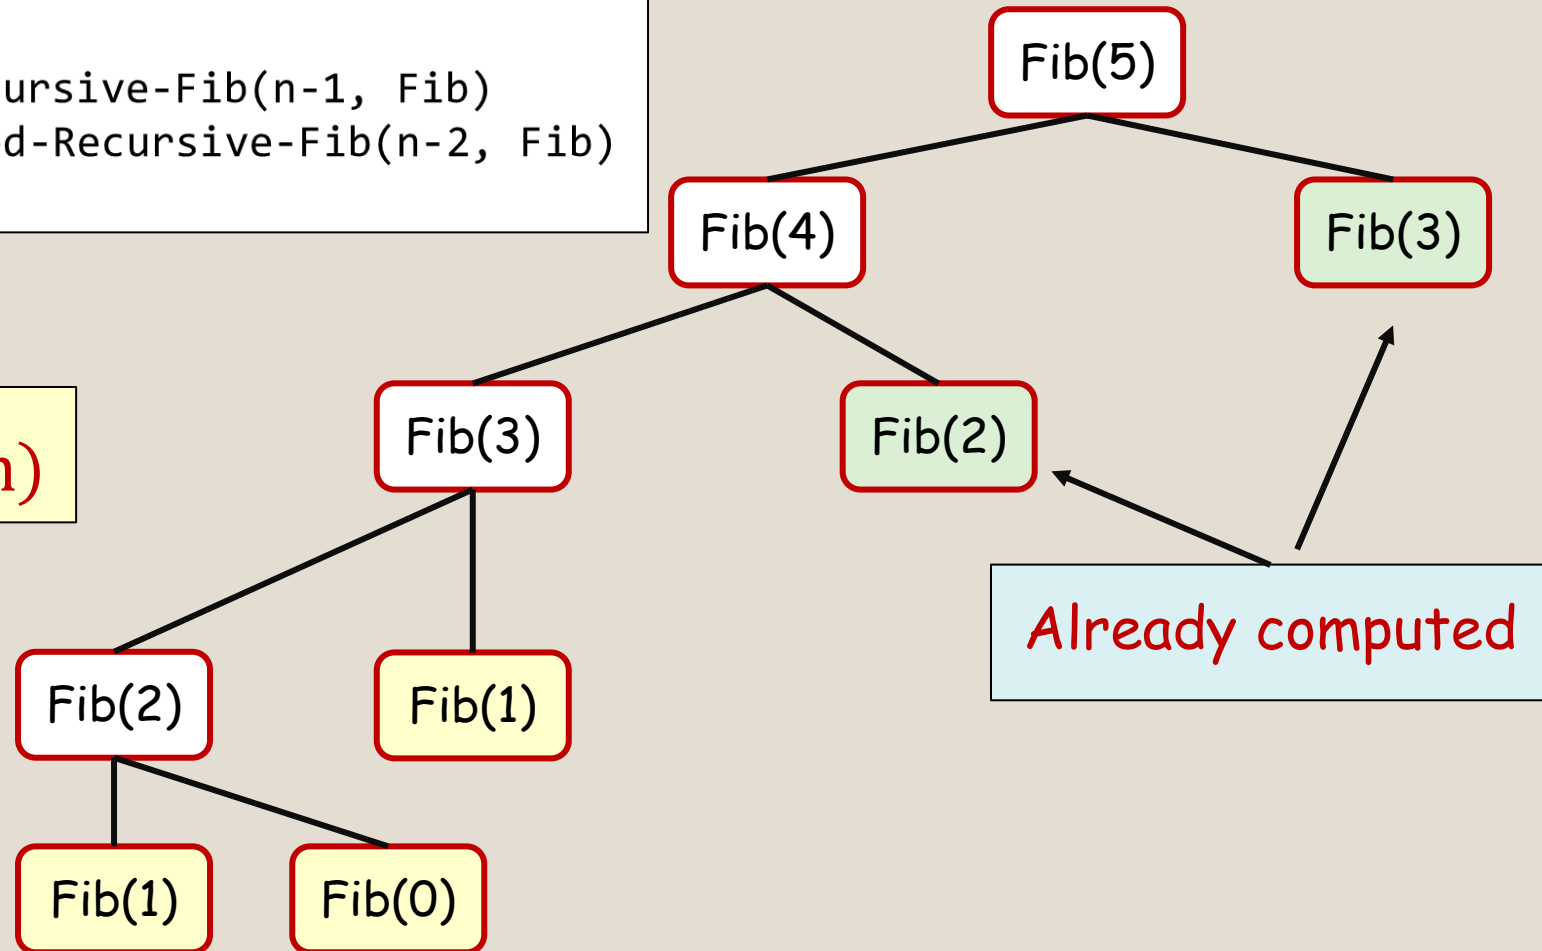 ursive-Fib(n-1, Fib)
d-Recursive-Fib(n-2, Fib)
n)
Fib(5)
Fib(4)
Fib(3)
Fib(3)
Fib(2)
Already computed
Fib(2)
Fib(1)
Fib(1)
Fib(0)